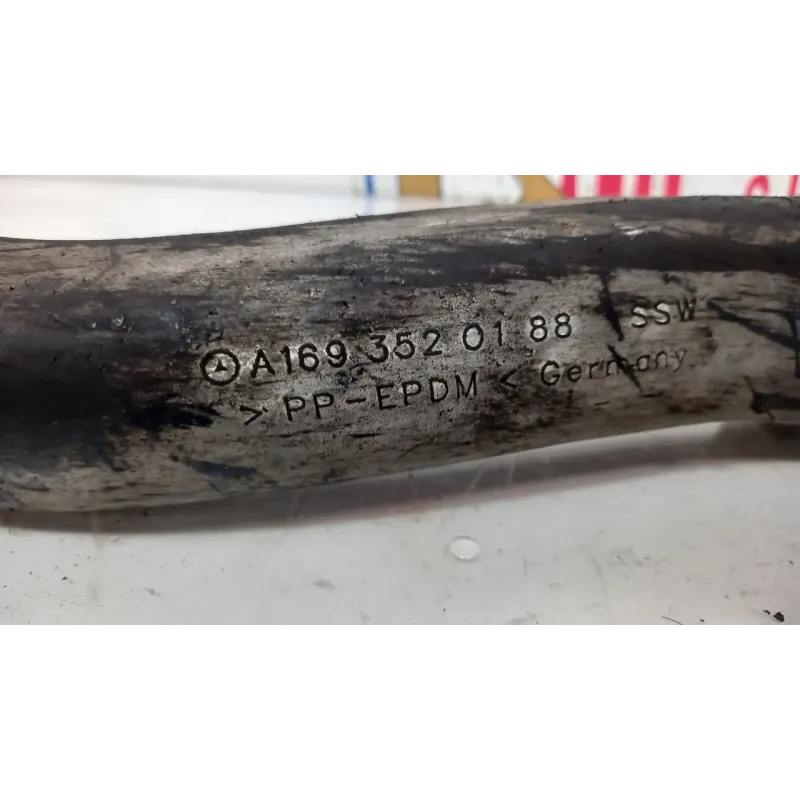 A169 352 01 88 SSW
> PP-EPDM < Germany